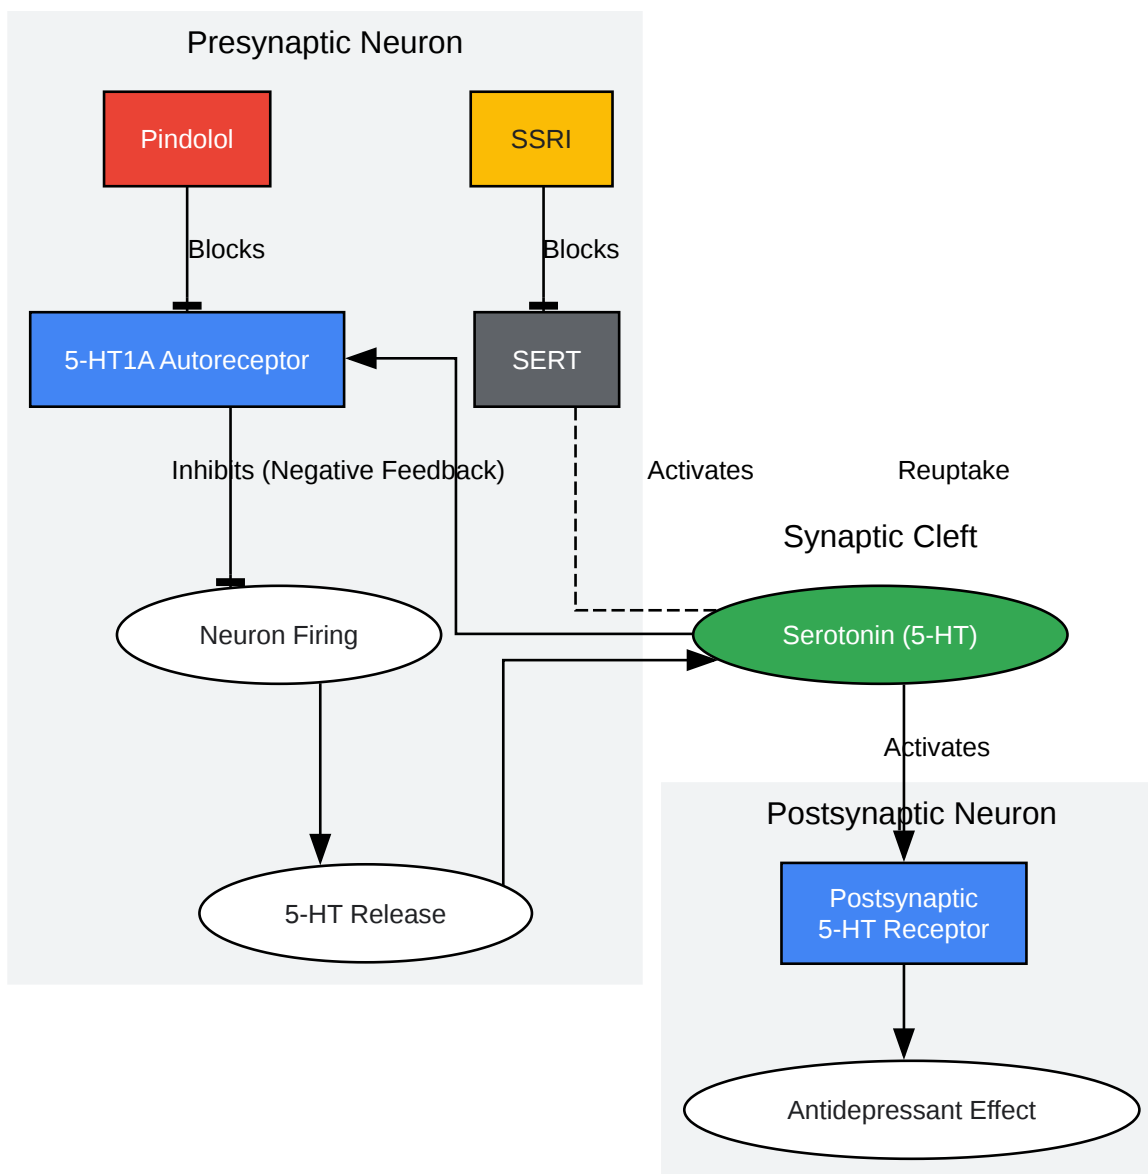 Presynaptic Neuron
Pindolol
SSRI
Blocks
Blocks
5-HT1A Autoreceptor
SERT
Inhibits (Negative Feedback)
Activates
Reuptake
Synaptic Cleft
Neuron Firing
Serotonin (5-HT)
Activates
Postsynaptic Neuron
5-HT Release
Postsynaptic
5-HT Receptor
Antidepressant Effect